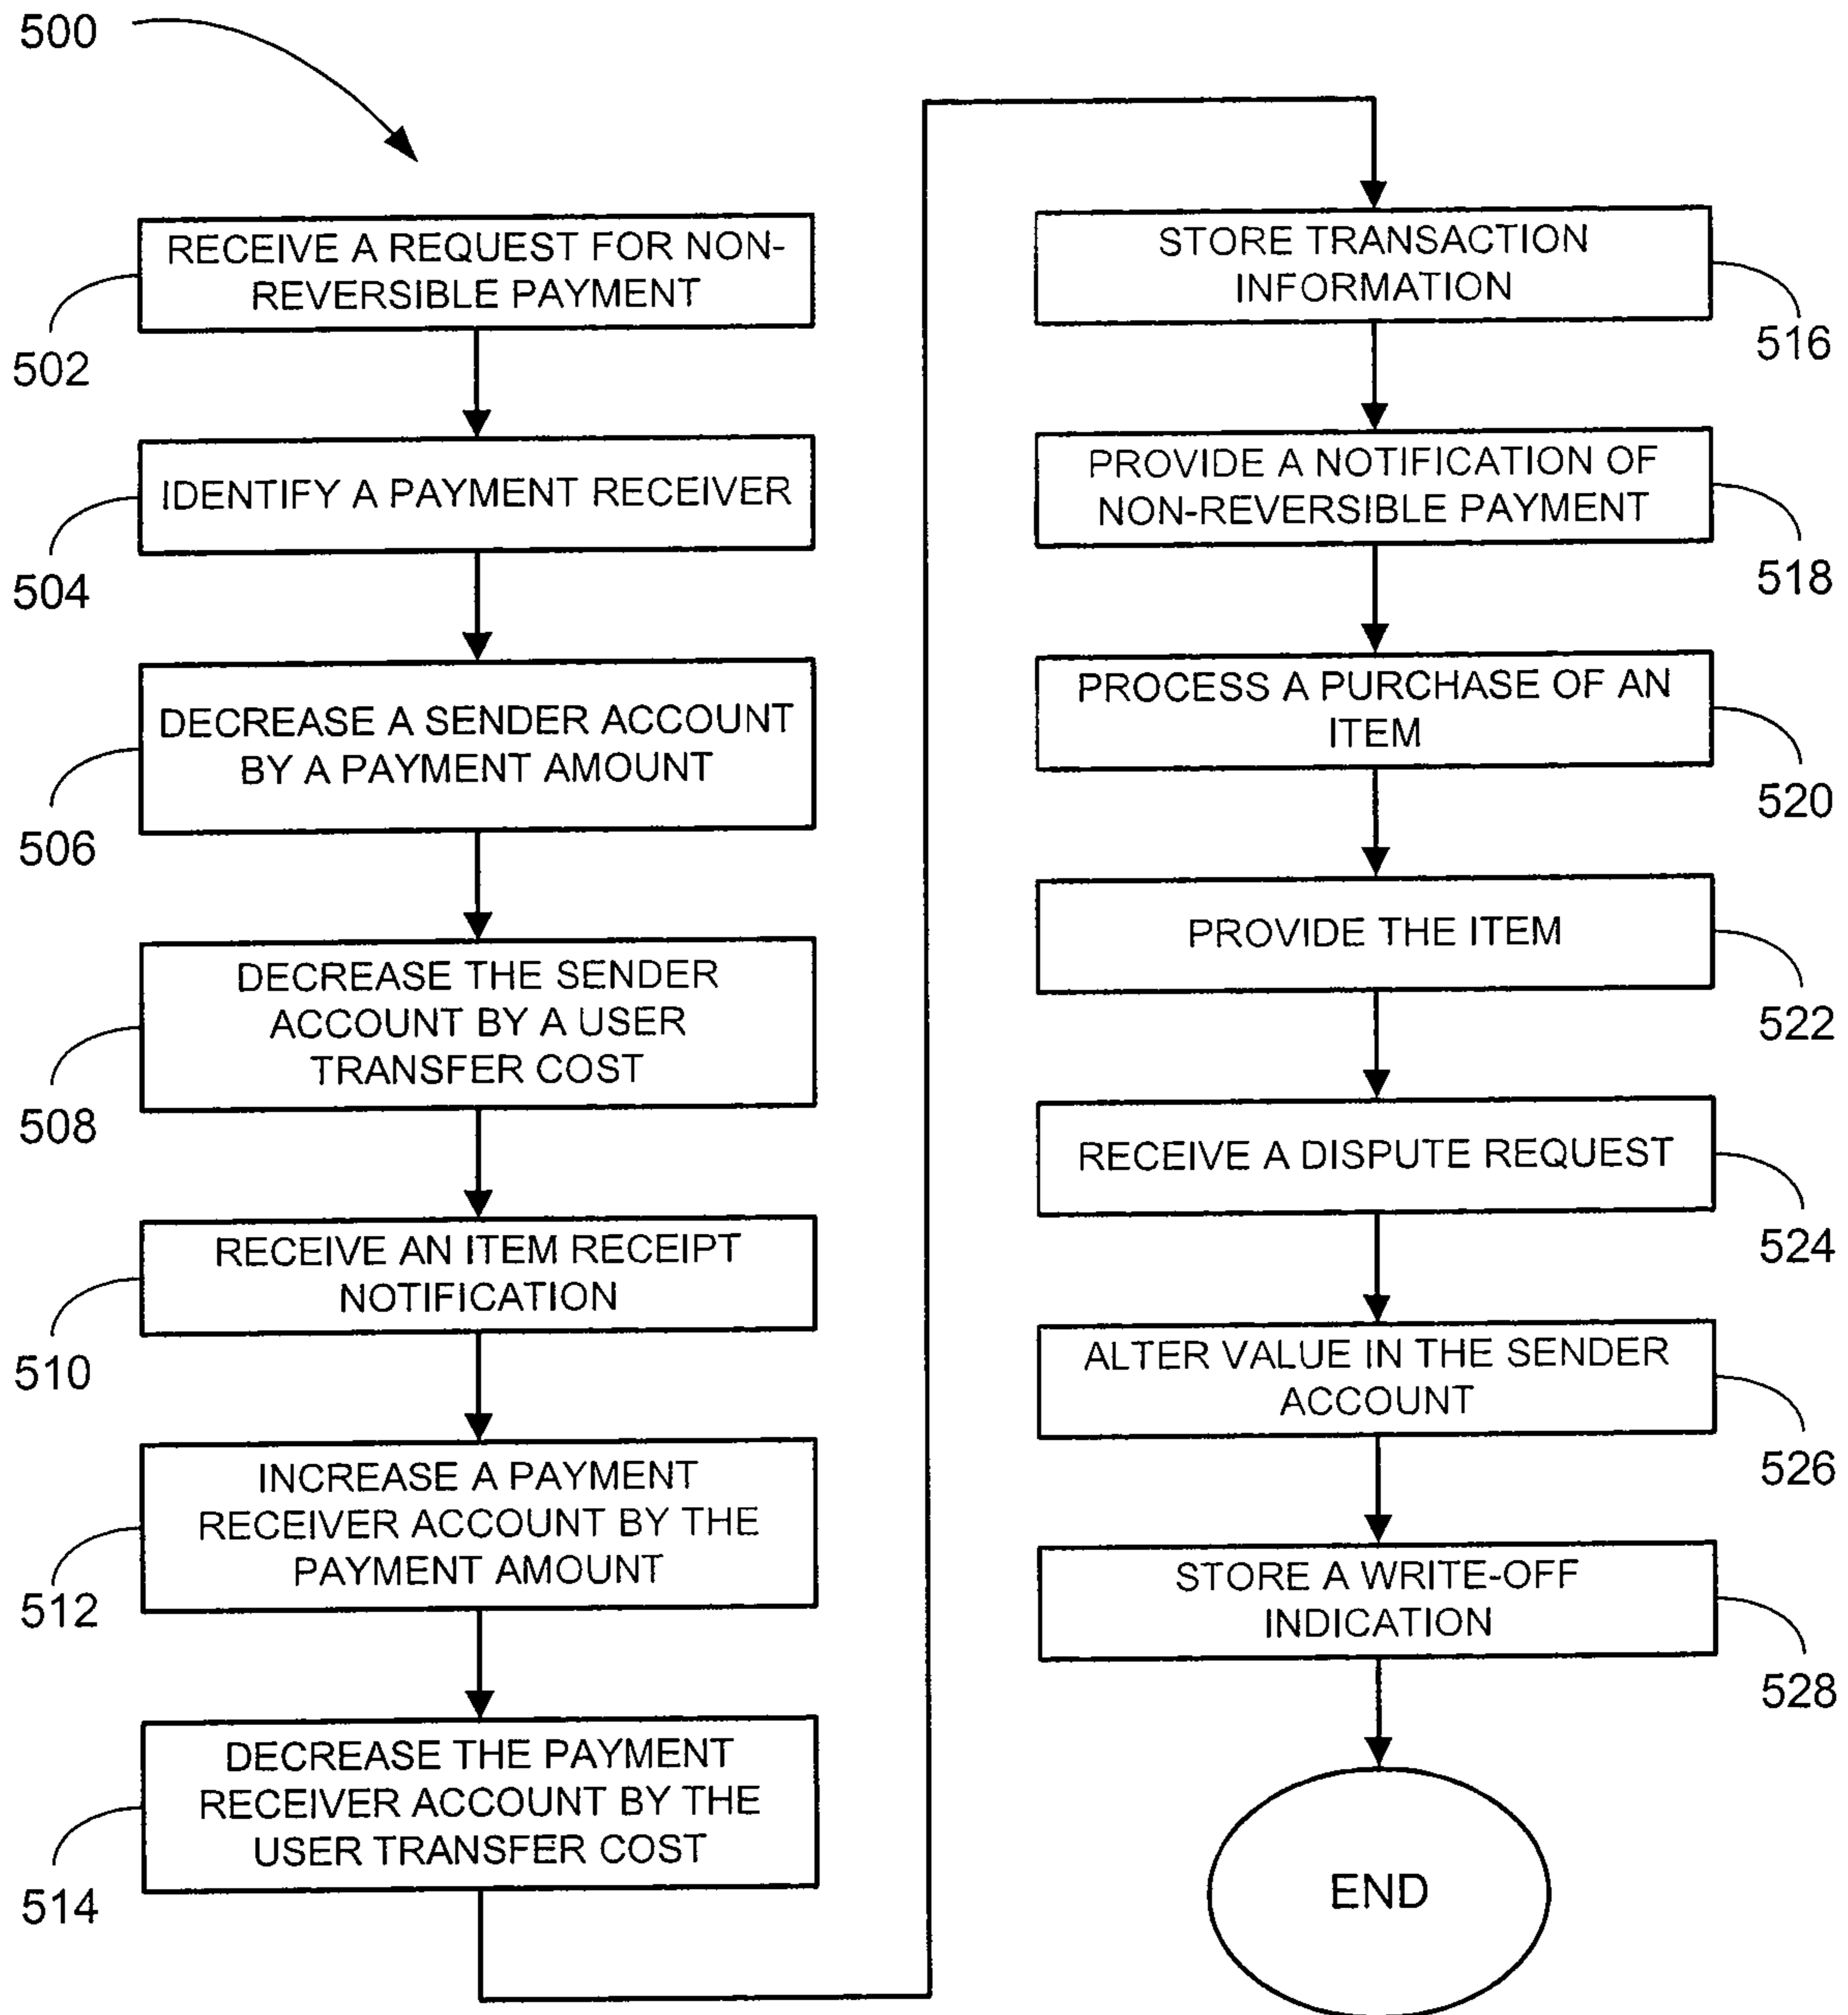 500
RECEIVE A REQUEST FOR NON-
REVERSIBLE PAYMENT
502
IDENTIFY A PAYMENT RECEIVER
504
DECREASE A SENDER ACCOUNT
BY A PAYMENT AMOUNT
506
DECREASE THE SENDER
ACCOUNT BY A USER
TRANSFER COST
508
RECEIVE AN ITEM RECEIPT
NOTIFICATION
510
INCREASE A PAYMENT
RECEIVER ACCOUNT BY THE
PAYMENT AMOUNT
512
DECREASE THE PAYMENT
RECEIVER ACCOUNT BY THE
USER TRANSFER COST
514
STORE TRANSACTION
INFORMATION
516
PROVIDE A NOTIFICATION OF
NON-REVERSIBLE PAYMENT
518
PROCESS A PURCHASE OF AN
ITEM
520
PROVIDE THE ITEM
522
RECEIVE A DISPUTE REQUEST
524
ALTER VALUE IN THE SENDER
ACCOUNT
526
STORE A WRITE-OFF
INDICATION
528
END